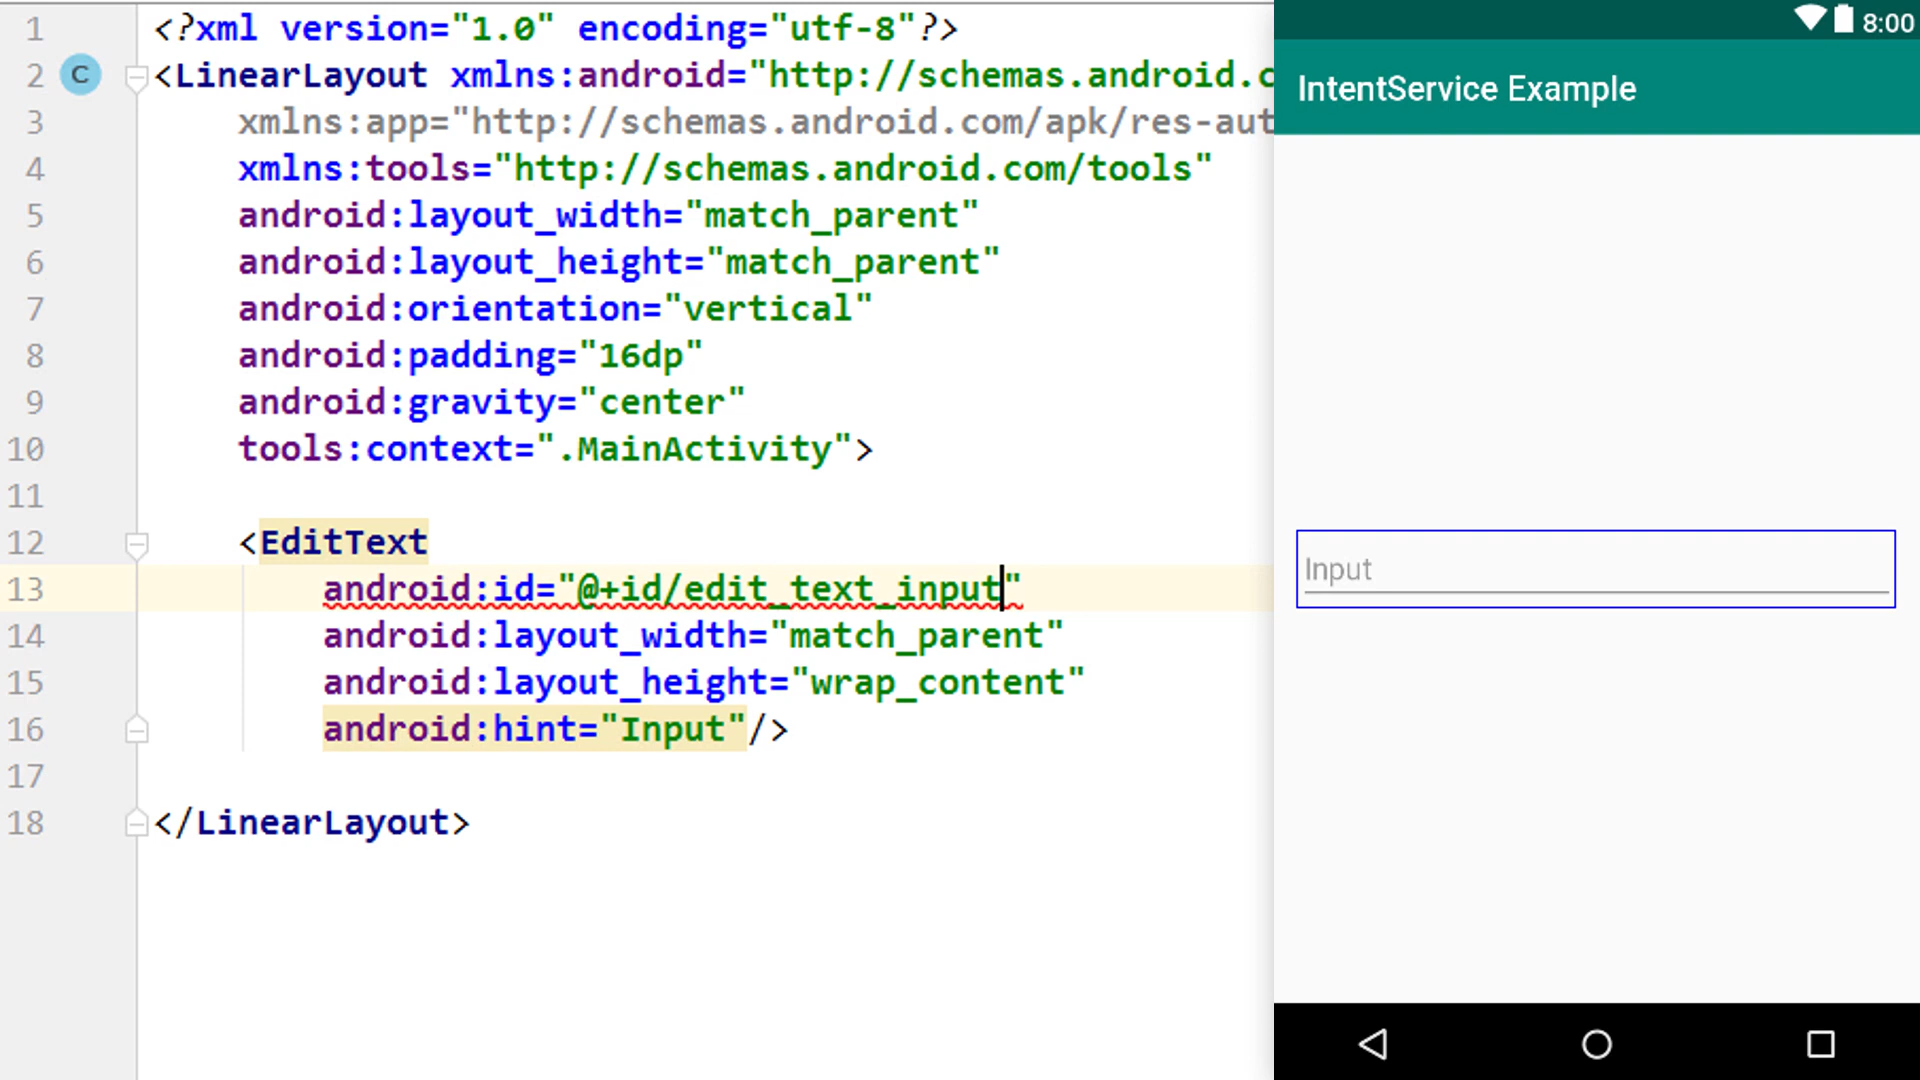 1 <?xml version="1.0" encoding="utf-8"?>
2 C <LinearLayout xmlns:android="http://schemas.android.c
3 xmlns:app="http://schemas.android.com/apk/res-aut
4 xmlns:tools="http://schemas.android.com/tools"
5 android:layout_width="match_parent"
6 android:layout_height="match_parent"
7 android:orientation="vertical"
8 android:padding="16dp"
9 android:gravity="center"
10 tools:context=".MainActivity">
11
12 <EditText
13 android:id="@+id/edit_text_input"
14 android:layout_width="match_parent"
15 android:layout_height="wrap_content"
16 android:hint="Input"/>
17
18 </LinearLayout>
8:00
IntentService Example
Input